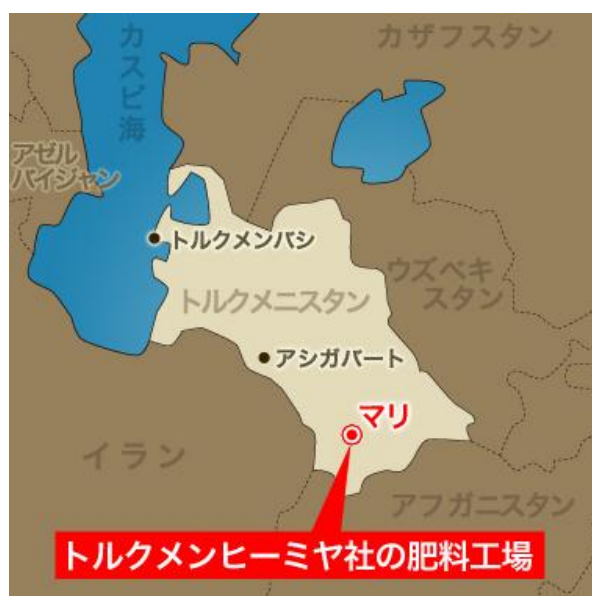 カスピ海
カザフスタン
アゼル
バイジャン
トルクメンバシ
ウズベキ
スタン
トルクメニスタン
アシガバート
マリ
イラン
アフガニスタン
トルクメンヒーミヤ社の肥料工場